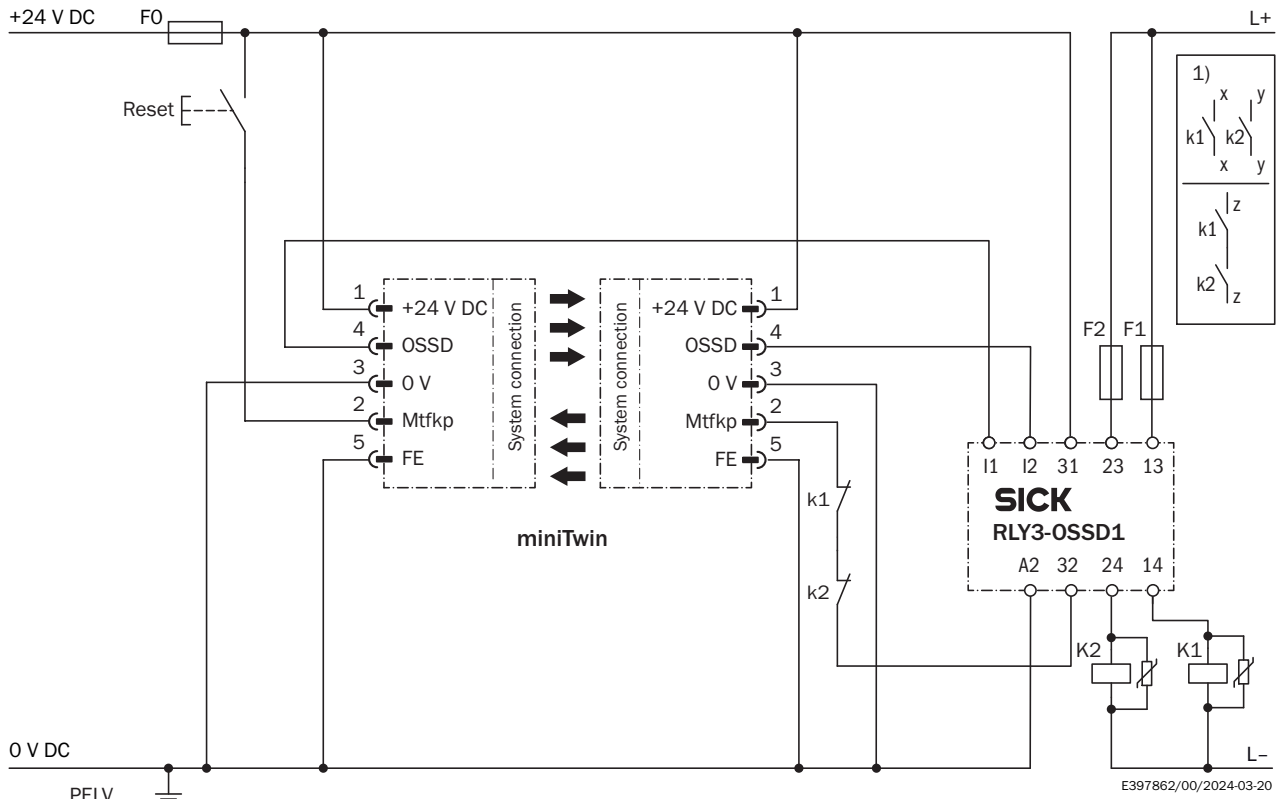 +24 V DC
F0
L+
Reset
1)
x
y
k1
k2
x
y
z
k1
k2
z
1
+24 V DC
4
OSSD
3
0 V
2
Mtfkp
5
FE
System connection
System connection
+24 V DC
1
OSSD
4
0 V
3
Mtfkp
2
FE
5
miniTwin
k1
k2
F2
F1
I1
I2
31
23
13
SICK
RLY3-OSSD1
A2
32
24
14
K2
K1
0 V DC
L–
PELV
E397862/00/2024-03-20